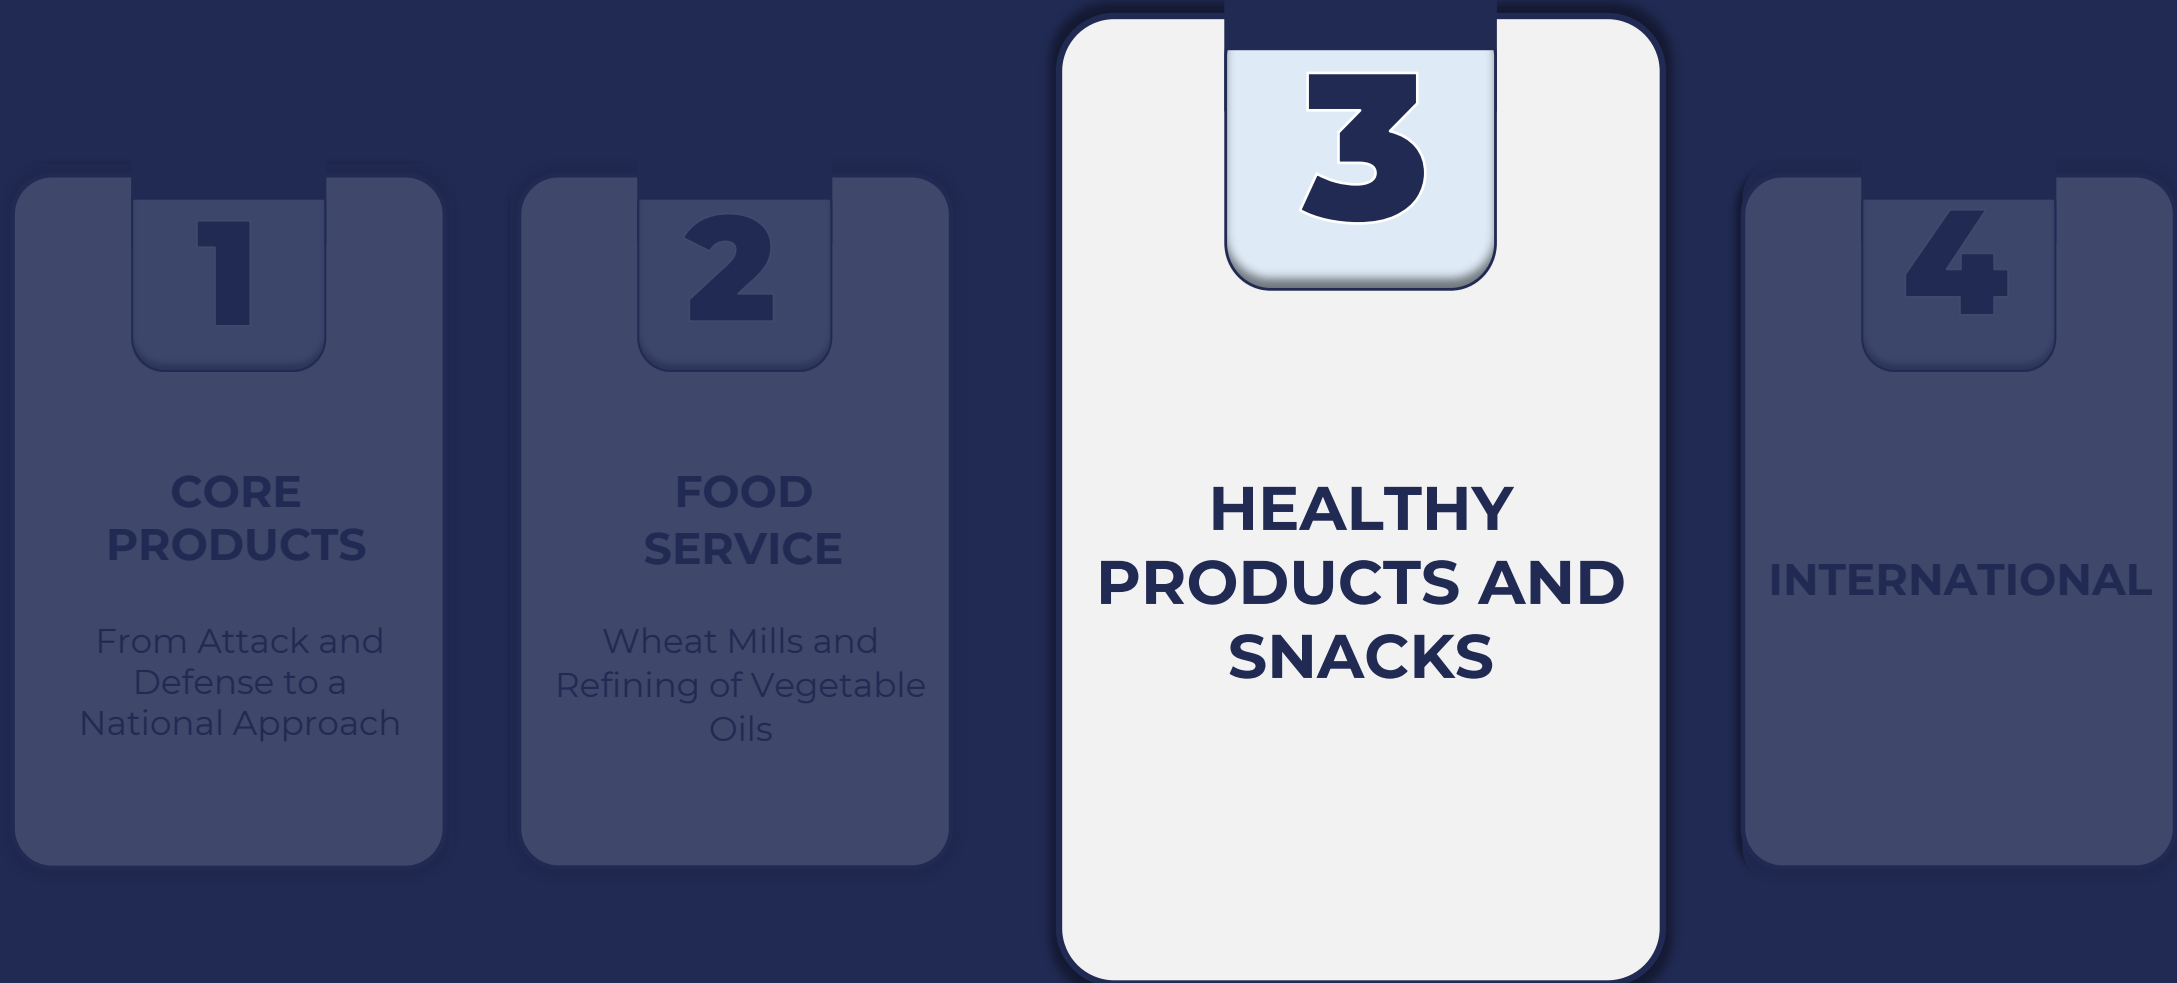 1
CORE
PRODUCTS
From Attack and
Defense to a
National Approach
2
FOOD
SERVICE
Wheat Mills and
Refining of Vegetable
Oils
3
HEALTHY
PRODUCTS AND
SNACKS
4
INTERNATIONAL